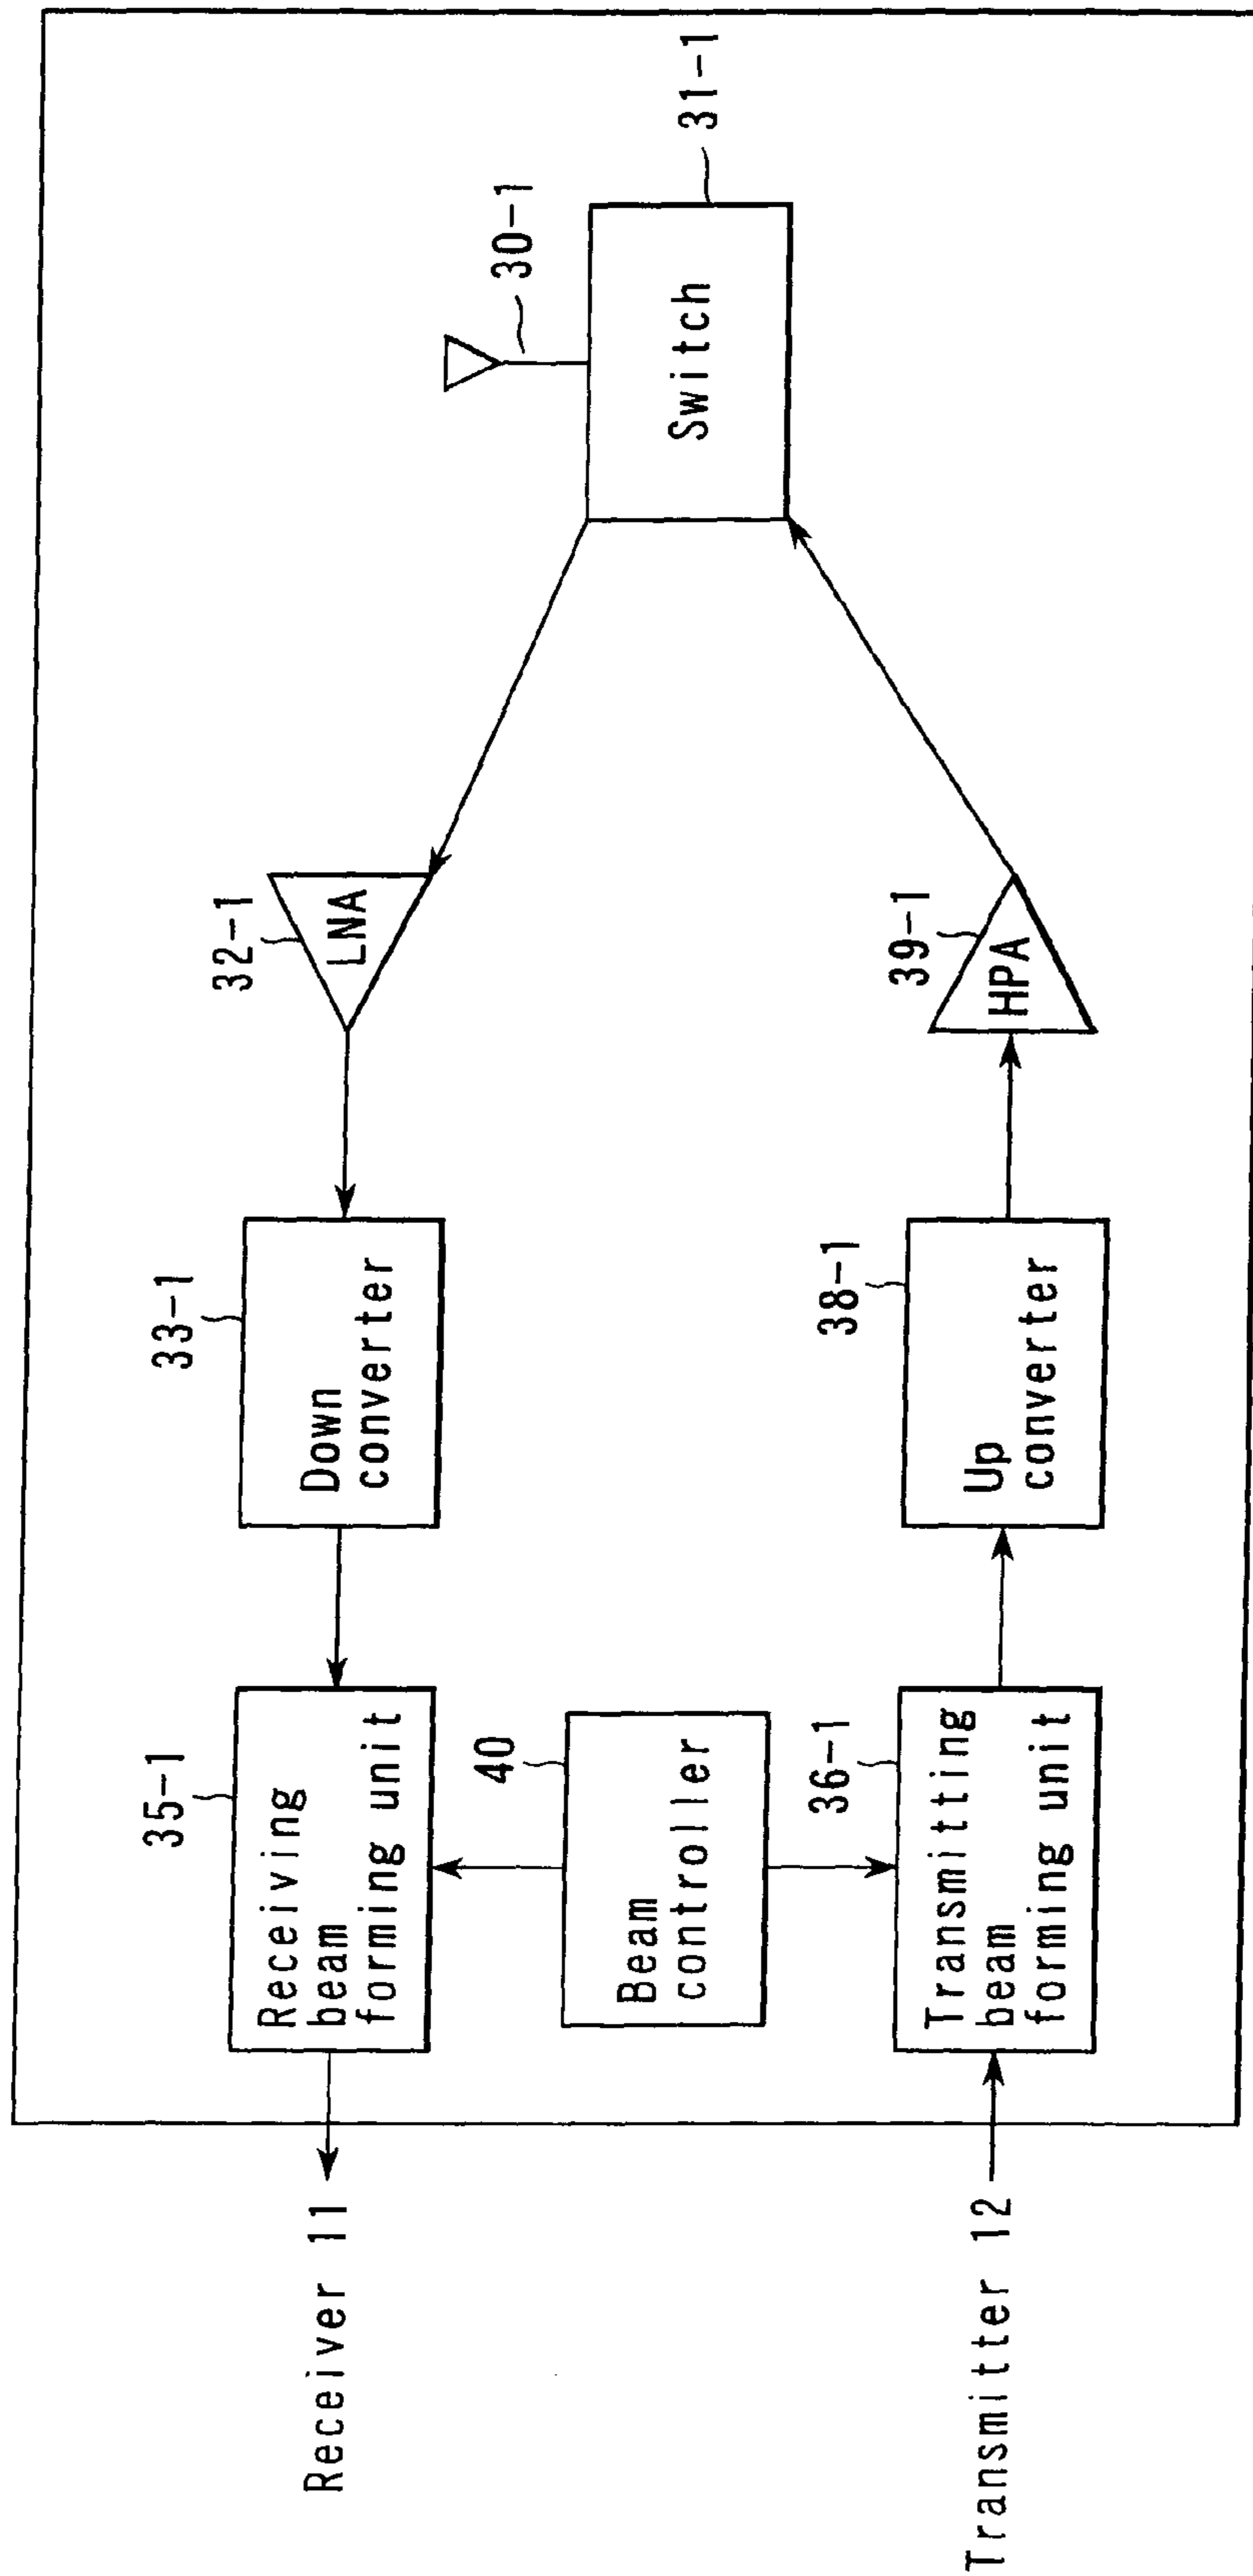 35-1
Receiving
beam
forming unit
33-1
Down
converter
32-1
LNA
30-1
31-1
Switch
40
Beam
controller
36-1
Transmitting
beam
forming unit
38-1
Up
converter
39-1
HPA
Receiver 11
Transmitter 12